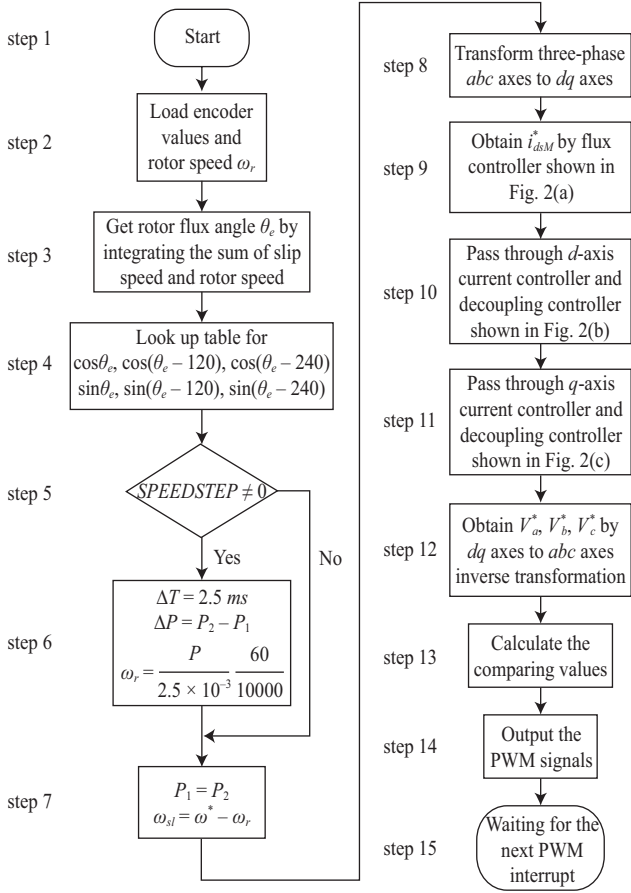 step 1
Start
step 2
Load encoder
values and
rotor speed ωr
step 3
Get rotor flux angle θe by
integrating the sum of slip
speed and rotor speed
step 4
Look up table for
cosθe, cos(θe – 120), cos(θe – 240)
sinθe, sin(θe – 120), sin(θe – 240)
step 5
SPEEDSTEP ≠ 0
Yes
No
step 6
ΔT = 2.5 ms
ΔP = P2 – P1
ωr = P / 2.5 × 10–3 60 / 10000
step 7
P1 = P2
ωsl = ω* – ωr
step 8
Transform three-phase
abc axes to dq axes
step 9
Obtain i*dsM by flux
controller shown in
Fig. 2(a)
step 10
Pass through d-axis
current controller and
decoupling controller
shown in Fig. 2(b)
step 11
Pass through q-axis
current controller and
decoupling controller
shown in Fig. 2(c)
step 12
Obtain V*a, V*b, V*c by
dq axes to abc axes
inverse transformation
step 13
Calculate the
comparing values
step 14
Output the
PWM signals
step 15
Waiting for the
next PWM
interrupt